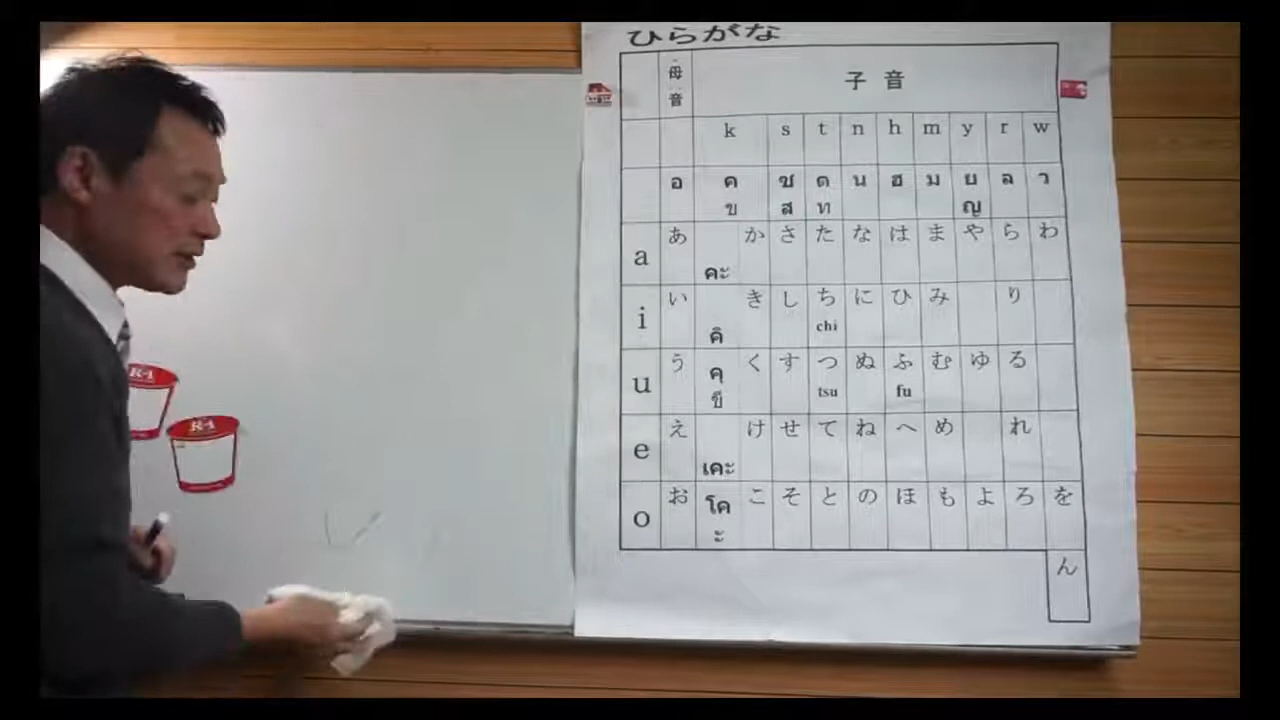 ひらがな
母音 子音
k s t n h m y r w
อ ค ช ด น ฮ ม ย ล ว
ข ส ท ญ
a あ か さ た な は ま や ら わ
คะ
i い き し ち に ひ み り
คิ chi
u う คุ く す つ ぬ ふ む ゆ る
tsu fu
e え け せ て ね へ め れ
เคะ
o お โค こ そ と の ほ も よ ろ を
ะ
ん
R-1
R-1